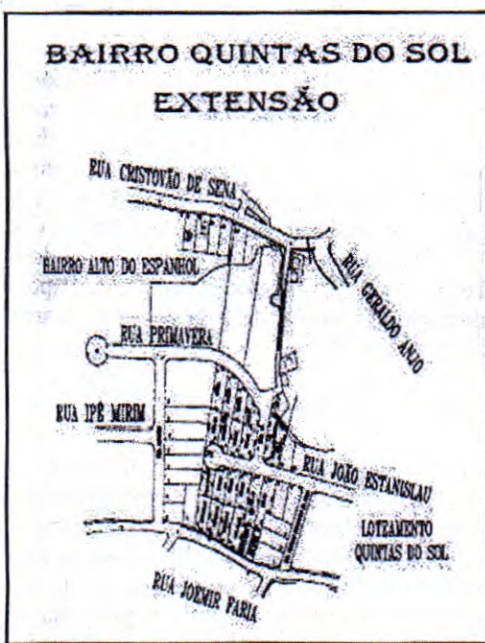 BAIRRO QUINTAS DO SOL
EXTENSÃO
RUA CRISTOVÃO DE SENA
BAIRRO ALTO DO ESPANHOL
RUA GERALDO ANJO
RUA PRIMAVERA
RUA IPÊ MIRIM
RUA JOÃO ESTANISLAU
LOTEAMENTO
QUINTAS DO SOL
RUA JOEMIR FARIA